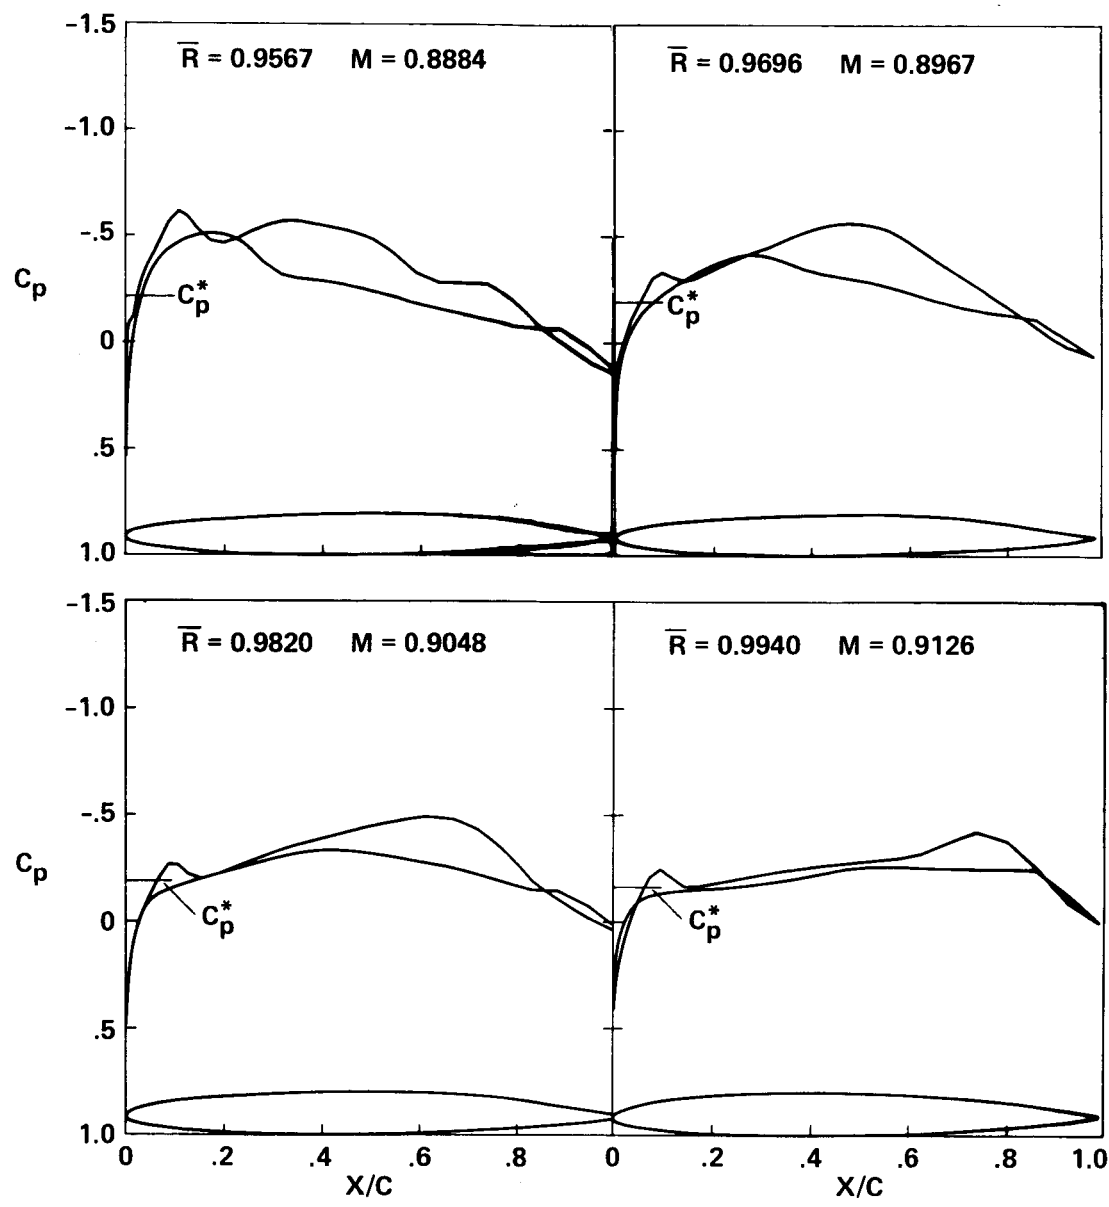 -1.5
R̅ = 0.9567 M = 0.8884
R̅ = 0.9696 M = 0.8967
-1.0
-.5
Cp
Cp*
Cp*
0
.5
1.0
-1.5
R̅ = 0.9820 M = 0.9048
R̅ = 0.9940 M = 0.9126
-1.0
-.5
Cp
Cp*
Cp*
0
.5
1.0
0 .2 .4 .6 .8 0 .2 .4 .6 .8 1.0
X/C X/C